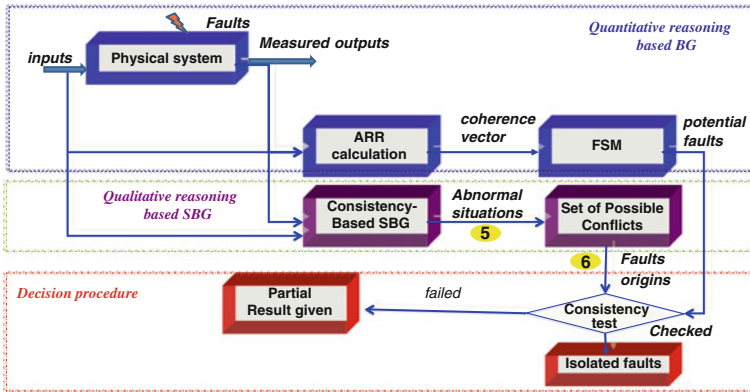 Faults
Quantitative reasoning
based BG
inputs
Physical system
Measured outputs
ARR
calculation
coherence
vector
FSM
potential
faults
Qualitative reasoning
based SBG
Consistency-
Based SBG
Abnormal
situations
5
Set of Possible
Conflicts
6
Faults
origins
Decision procedure
Partial
Result given
failed
Consistency
test
Checked
Isolated faults